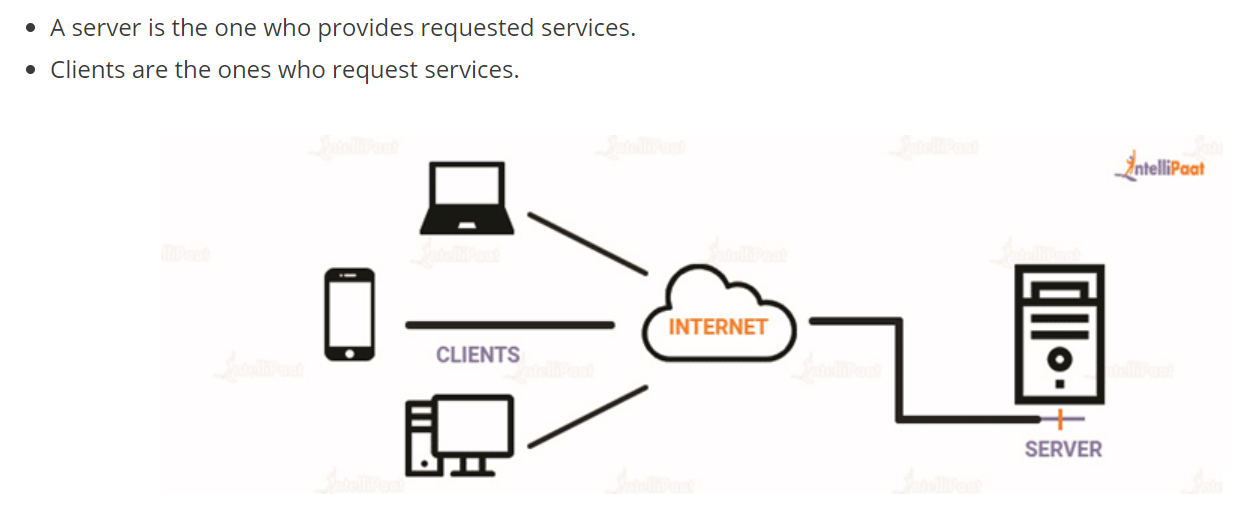 A server is the one who provides requested services.
Clients are the ones who request services.
IntelliPaat
INTERNET
CLIENTS
SERVER